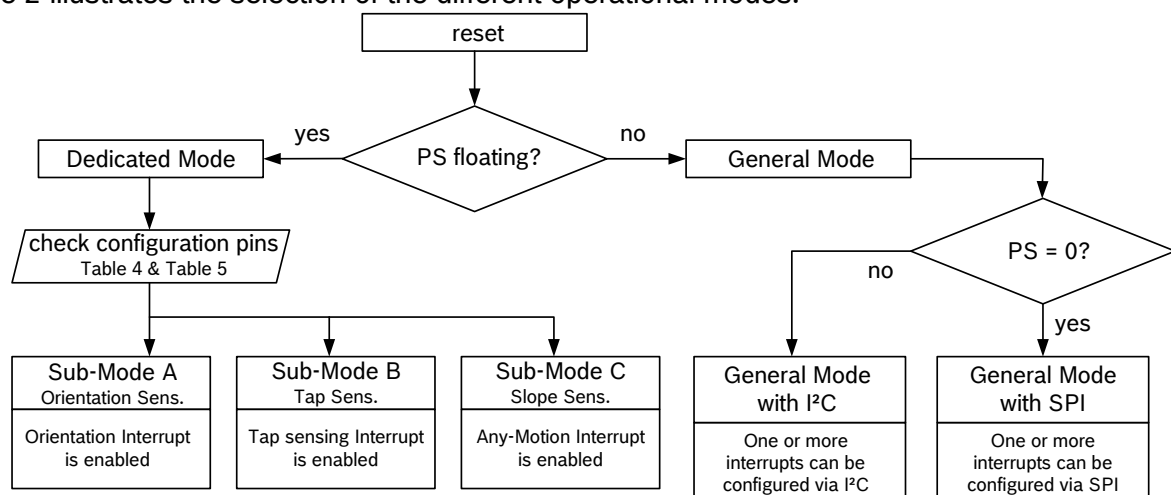 2 illustrates the selection of the different operational modes.
reset
yes
no
PS floating?
Dedicated Mode
General Mode
check configuration pins
Table 4 & Table 5
PS = 0?
no
yes
Sub-Mode A
Orientation Sens.
Orientation Interrupt
is enabled
Sub-Mode B
Tap Sens.
Tap sensing Interrupt
is enabled
Sub-Mode C
Slope Sens.
Any-Motion Interrupt
is enabled
General Mode
with I²C
One or more
interrupts can be
configured via I²C
General Mode
with SPI
One or more
interrupts can be
configured via SPI